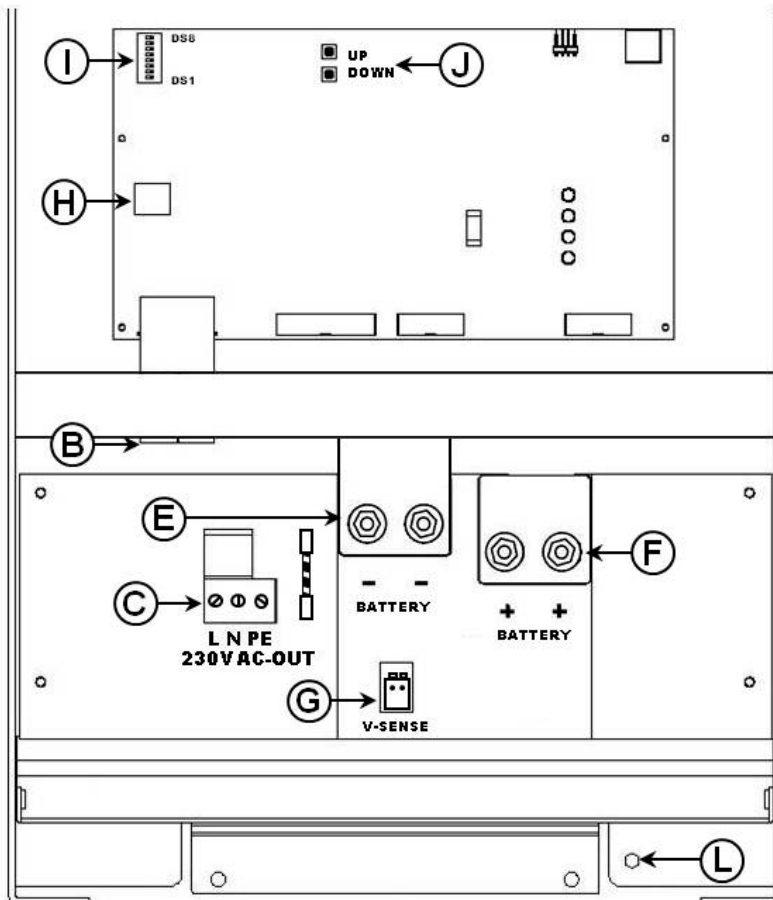 DS8
I
DS1
UP
DOWN
J
H
B
E
F
C
- -
BATTERY
+ +
BATTERY
L N PE
230V AC-OUT
G
V-SENSE
L